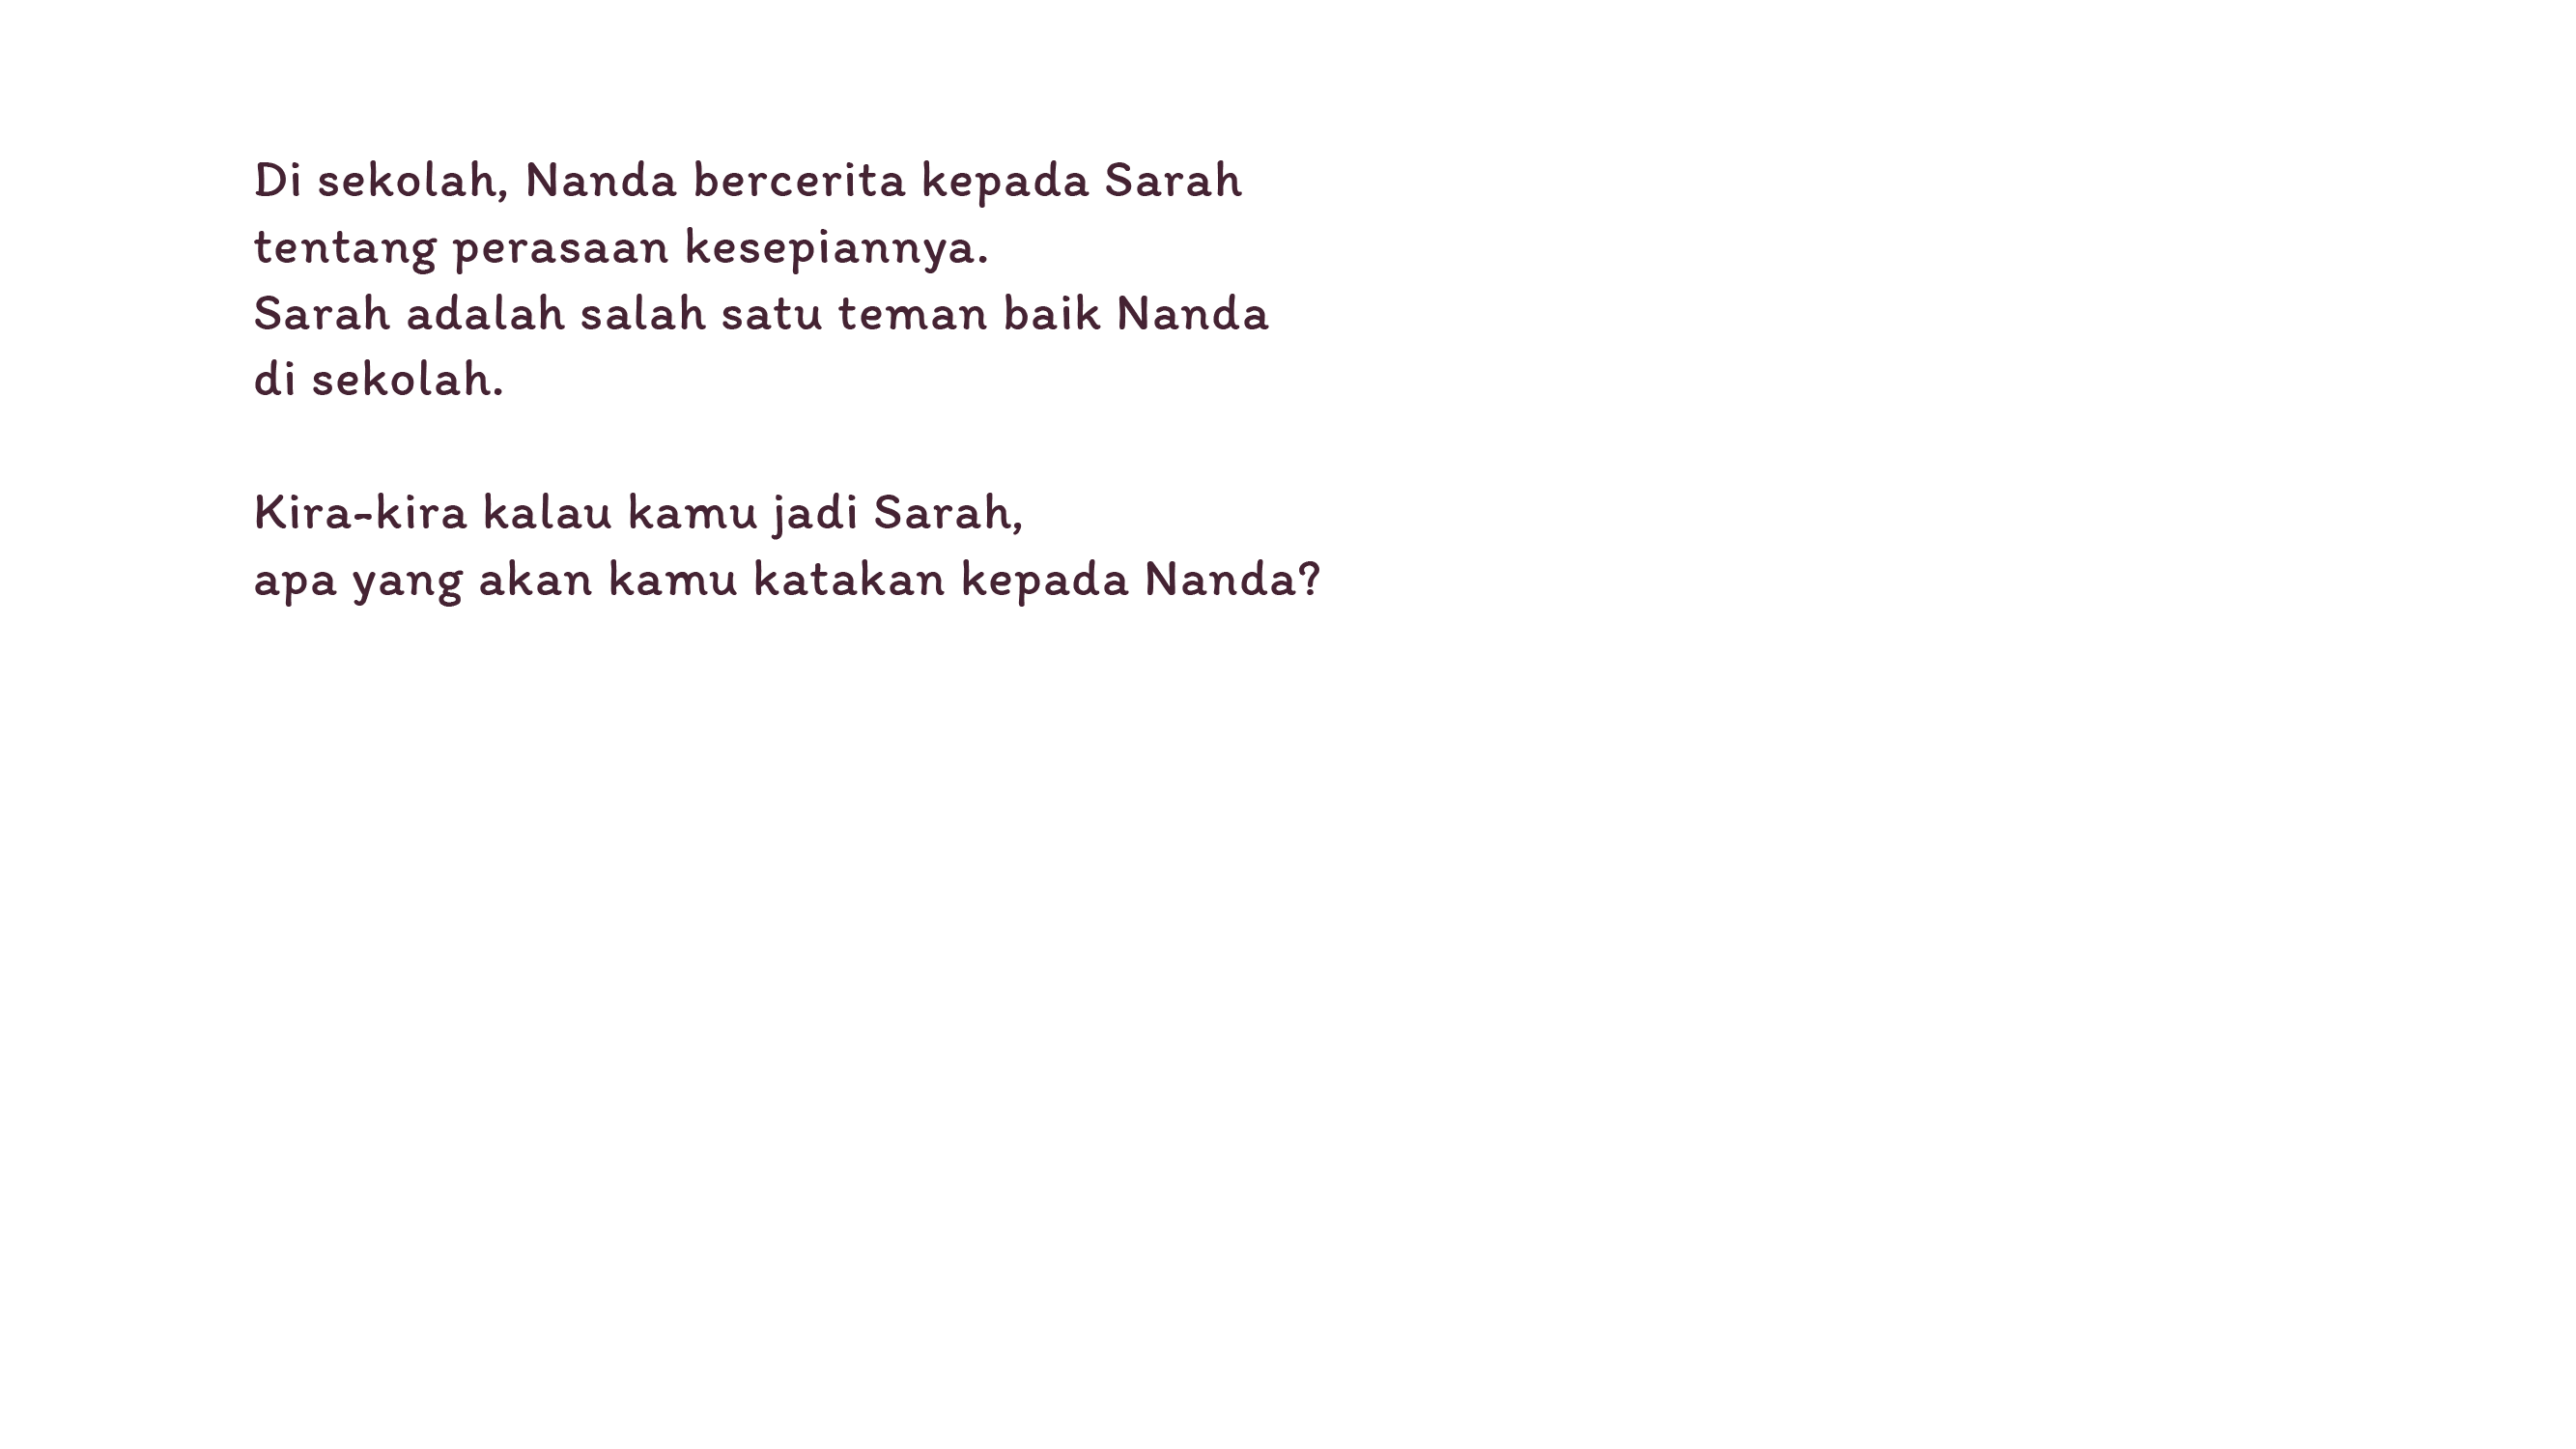 Di sekolah, Nanda bercerita kepada Sarah
tentang perasaan kesepiannya.
Sarah adalah salah satu teman baik Nanda
di sekolah.
Kira-kira kalau kamu jadi Sarah,
apa yang akan kamu katakan kepada Nanda?